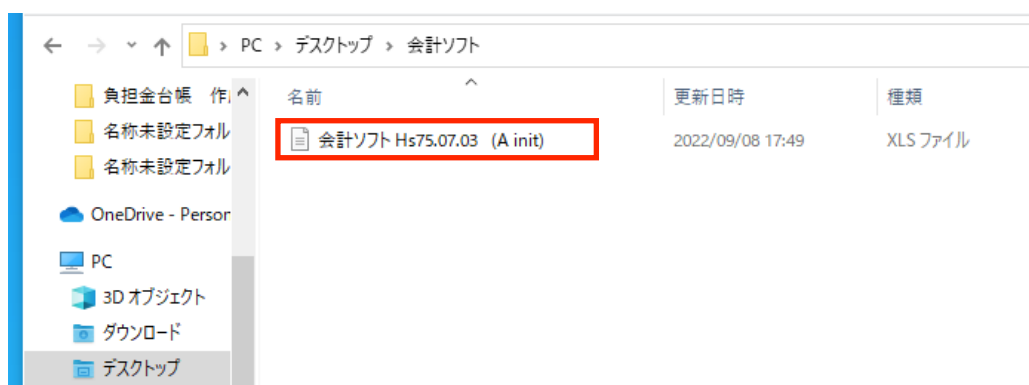 PC › デスクトップ › 会計ソフト
負担金台帳 作
名前
更新日時
種類
名称未設定フォル
会計ソフト Hs75.07.03 (A init)
2022/09/08 17:49
XLS ファイル
名称未設定フォル
OneDrive - Person
PC
3D オブジェクト
ダウンロード
デスクトップ